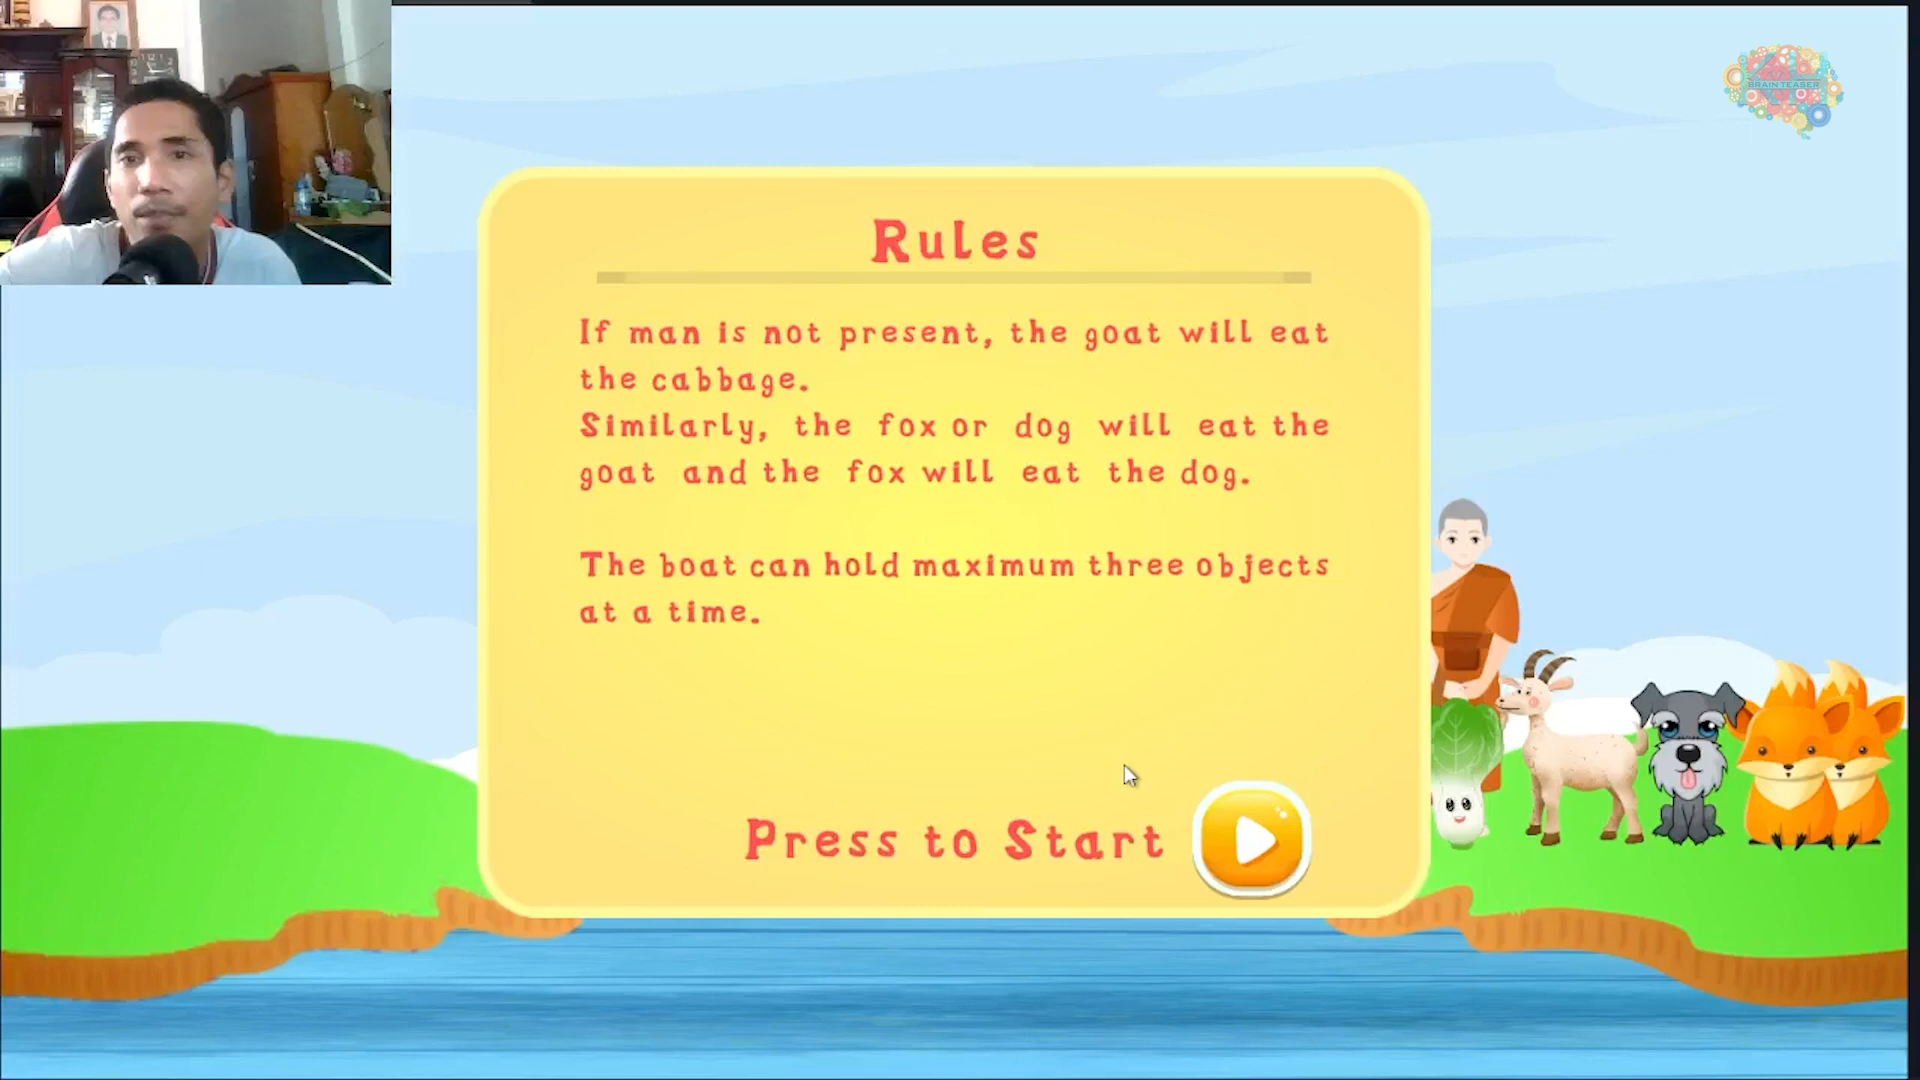 BRAIN TEASER
Rules
If man is not present, the goat will eat
the cabbage.
Similarly, the fox or dog will eat the
goat and the fox will eat the dog.
The boat can hold maximum three objects
at a time.
Press to Start